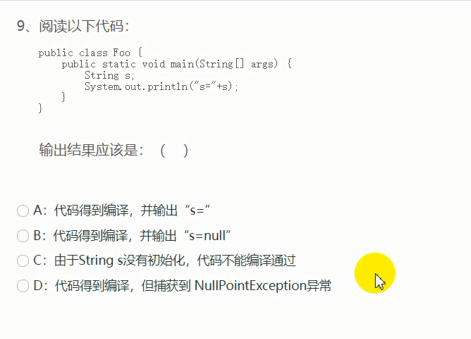 9、阅读以下代码：
public class Foo {
public static void main(String[] args) {
String s;
System.out.println("s="+s);
}
}
输出结果应该是：（ ）
A：代码得到编译，并输出“s=”
B：代码得到编译，并输出“s=null”
C：由于String s没有初始化，代码不能编译通过
D：代码得到编译，但捕获到 NullPointException异常